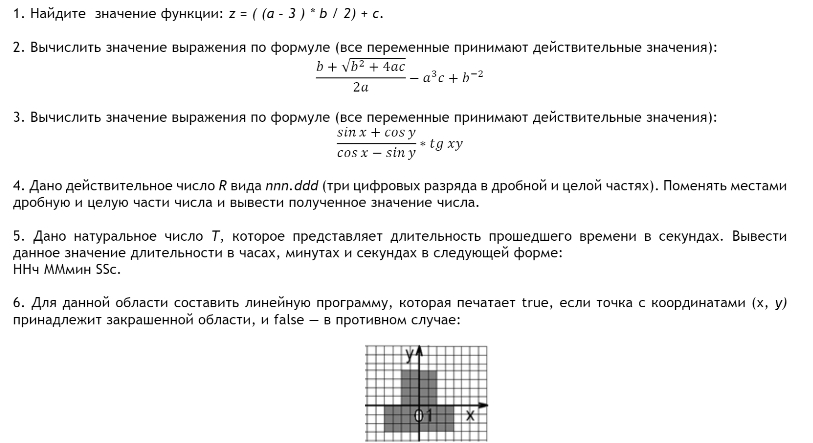 1. Найдите значение функции: z = ( (a - 3 ) * b / 2) + c.
2. Вычислить значение выражения по формуле (все переменные принимают действительные значения):
b + √b² + 4ac
———
2a
− a³c + b⁻²
3. Вычислить значение выражения по формуле (все переменные принимают действительные значения):
sin x + cos y
———
cos x − sin y
∗ tg xy
4. Дано действительное число R вида nnn.ddd (три цифровых разряда в дробной и целой частях). Поменять местами
дробную и целую части числа и вывести полученное значение числа.
5. Дано натуральное число T, которое представляет длительность прошедшего времени в секундах. Вывести
данное значение длительности в часах, минутах и секундах в следующей форме:
HHч MMмин SSc.
6. Для данной области составить линейную программу, которая печатает true, если точка с координатами (x, y)
принадлежит закрашенной области, и false — в противном случае:
y
0 1 x